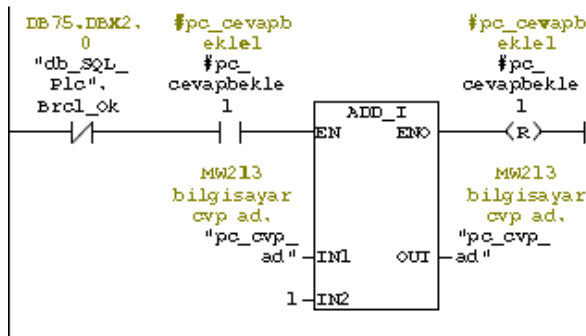 DB75.DBX2.
0
"db_SQL_
Plc".
Brcl_Ok
#pc_cevapb
ekle1
#pc_
cevapbekle
1
#pc_cevapb
ekle1
#pc_
cevapbekle
1
ADD_I
EN ENO
R
MW213
bilgisayar
cvp ad.
"pc_cvp_
ad"
IN1 OUT
MW213
bilgisayar
cvp ad.
"pc_cvp_
ad"
1 IN2